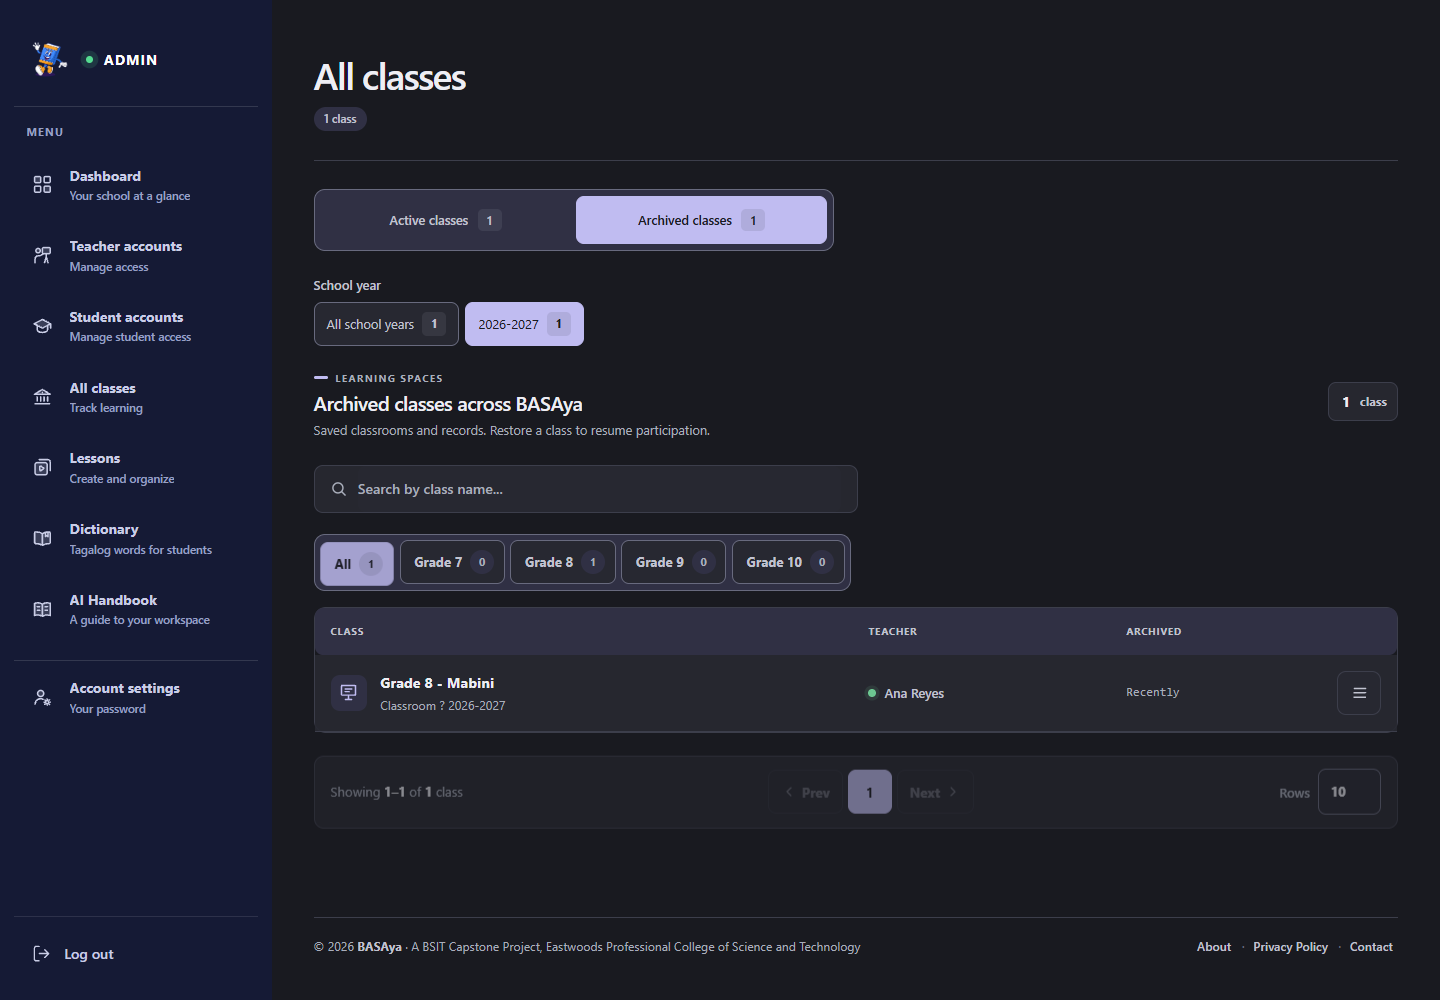 ADMIN
MENU
Dashboard
Your school at a glance
Teacher accounts
Manage access
Student accounts
Manage student access
All classes
Track learning
Lessons
Create and organize
Dictionary
Tagalog words for students
AI Handbook
A guide to your workspace
Account settings
Your password
Log out
All classes
1 class
Active classes 1 Archived classes 1
School year
All school years 1 2026-2027 1
LEARNING SPACES
Archived classes across BASAya
Saved classrooms and records. Restore a class to resume participation.
1 class
Search by class name...
All 1 Grade 7 0 Grade 8 1 Grade 9 0 Grade 10 0
CLASS TEACHER ARCHIVED
Grade 8 - Mabini
Classroom ? 2026-2027
Ana Reyes
Recently
Showing 1–1 of 1 class Prev 1 Next Rows 10
© 2026 BASAya · A BSIT Capstone Project, Eastwoods Professional College of Science and Technology
About · Privacy Policy · Contact